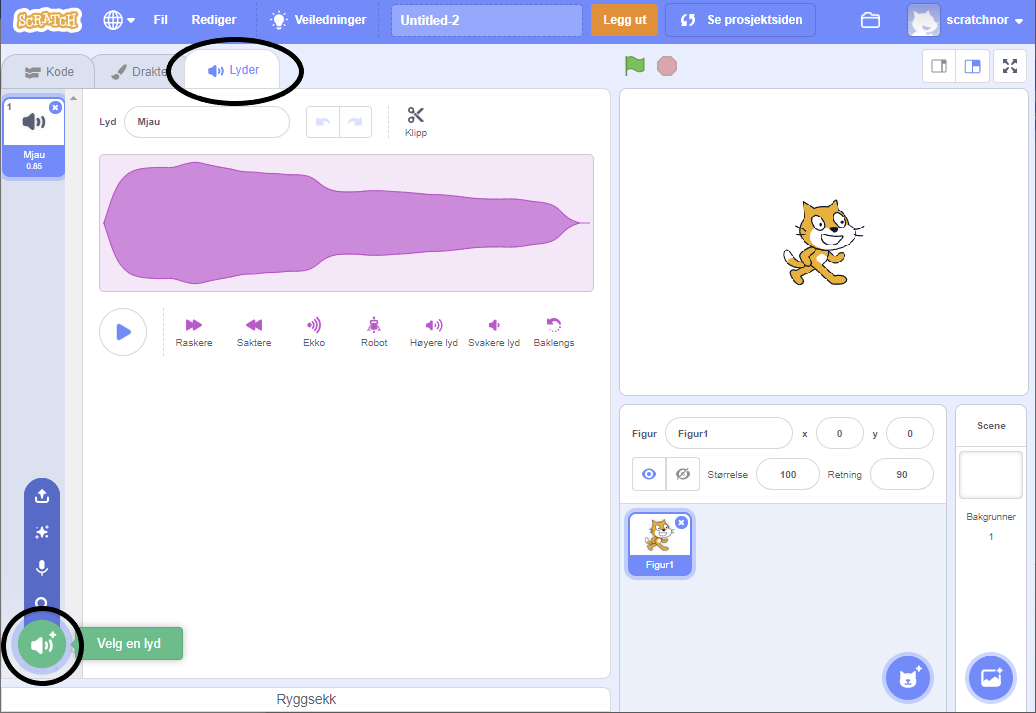 SCRATCH Fil Rediger Veiledninger Untitled-2 Legg ut Se prosjektsiden scratchnor
Kode Drakter Lyder
1
Mjau
0.85
Lyd Mjau Klipp
Raskere Saktere Ekko Robot Høyere lyd Svakere lyd Baklengs
Velg en lyd
Ryggsekk
Figur Figur1 x 0 y 0
Størrelse 100 Retning 90
Figur1
Scene
Bakgrunner
1